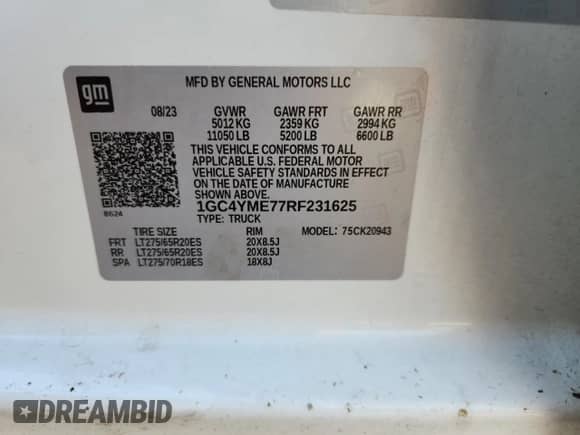 gm
MFD BY GENERAL MOTORS LLC
08/23 GVWR GAWR FRT GAWR RR
5012 KG 2359 KG 2994 KG
11050 LB 5200 LB 6600 LB
THIS VEHICLE CONFORMS TO ALL
APPLICABLE U.S. FEDERAL MOTOR
VEHICLE SAFETY STANDARDS IN EFFECT
ON THE DATE OF MANUFACTURE
SHOWN ABOVE.
8624
1GC4YME77RF231625
TYPE: TRUCK
TIRE SIZE RIM MODEL: 75CK20943
FRT LT275/65R20ES 20X8.5J
RR LT275/65R20ES 20X8.5J
SPA LT275/70R18ES 18X8J
DREAMBID